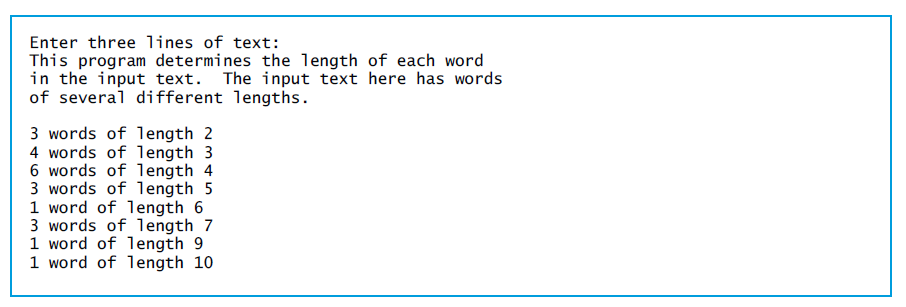 Enter three lines of text:
This program determines the length of each word
in the input text.  The input text here has words
of several different lengths.

3 words of length 2
4 words of length 3
6 words of length 4
3 words of length 5
1 word of length 6
3 words of length 7
1 word of length 9
1 word of length 10